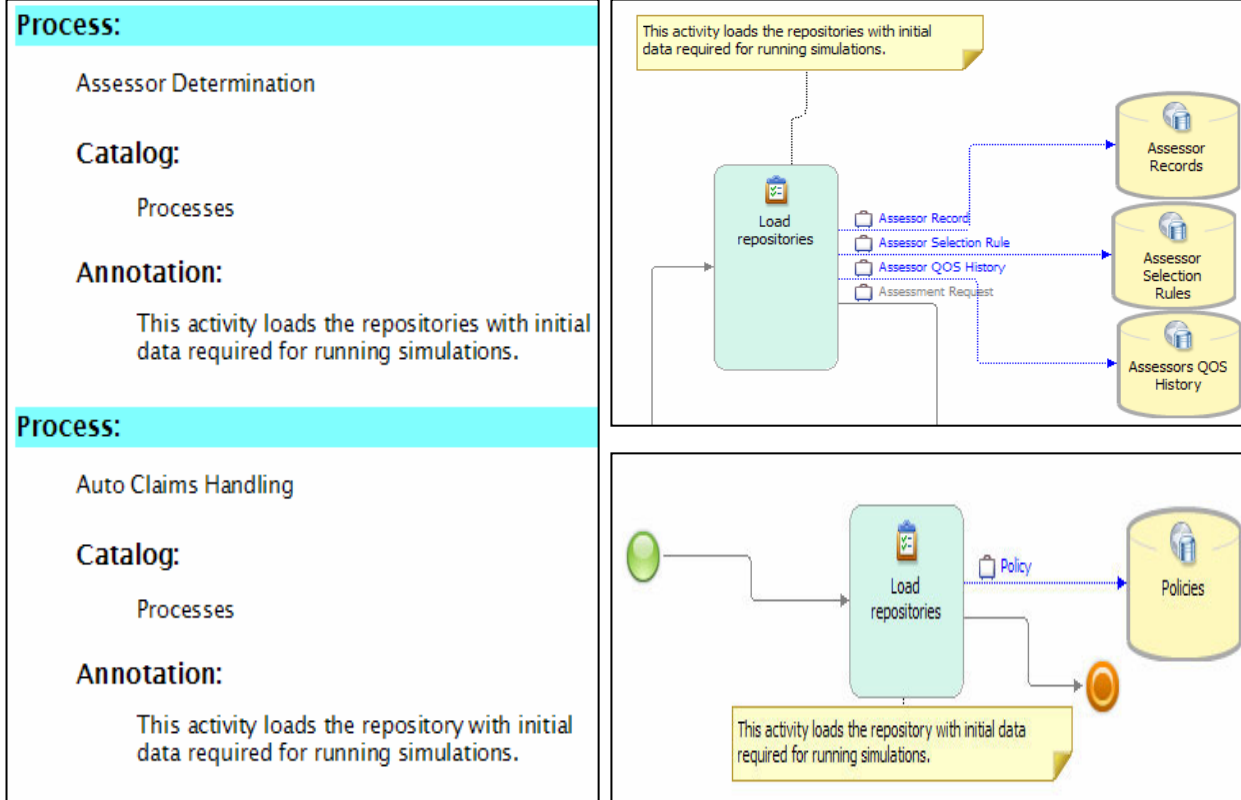 Process:
Assessor Determination
Catalog:
Processes
Annotation:
This activity loads the repositories with initial
data required for running simulations.
Process:
Auto Claims Handling
Catalog:
Processes
Annotation:
This activity loads the repository with initial
data required for running simulations.
This activity loads the repositories with initial
data required for running simulations.
Load
repositories
Assessor Record
Assessor Selection Rule
Assessor QOS History
Assessment Request
Assessor
Records
Assessor
Selection
Rules
Assessors QOS
History
Load
repositories
Policy
Policies
This activity loads the repository with initial data
required for running simulations.